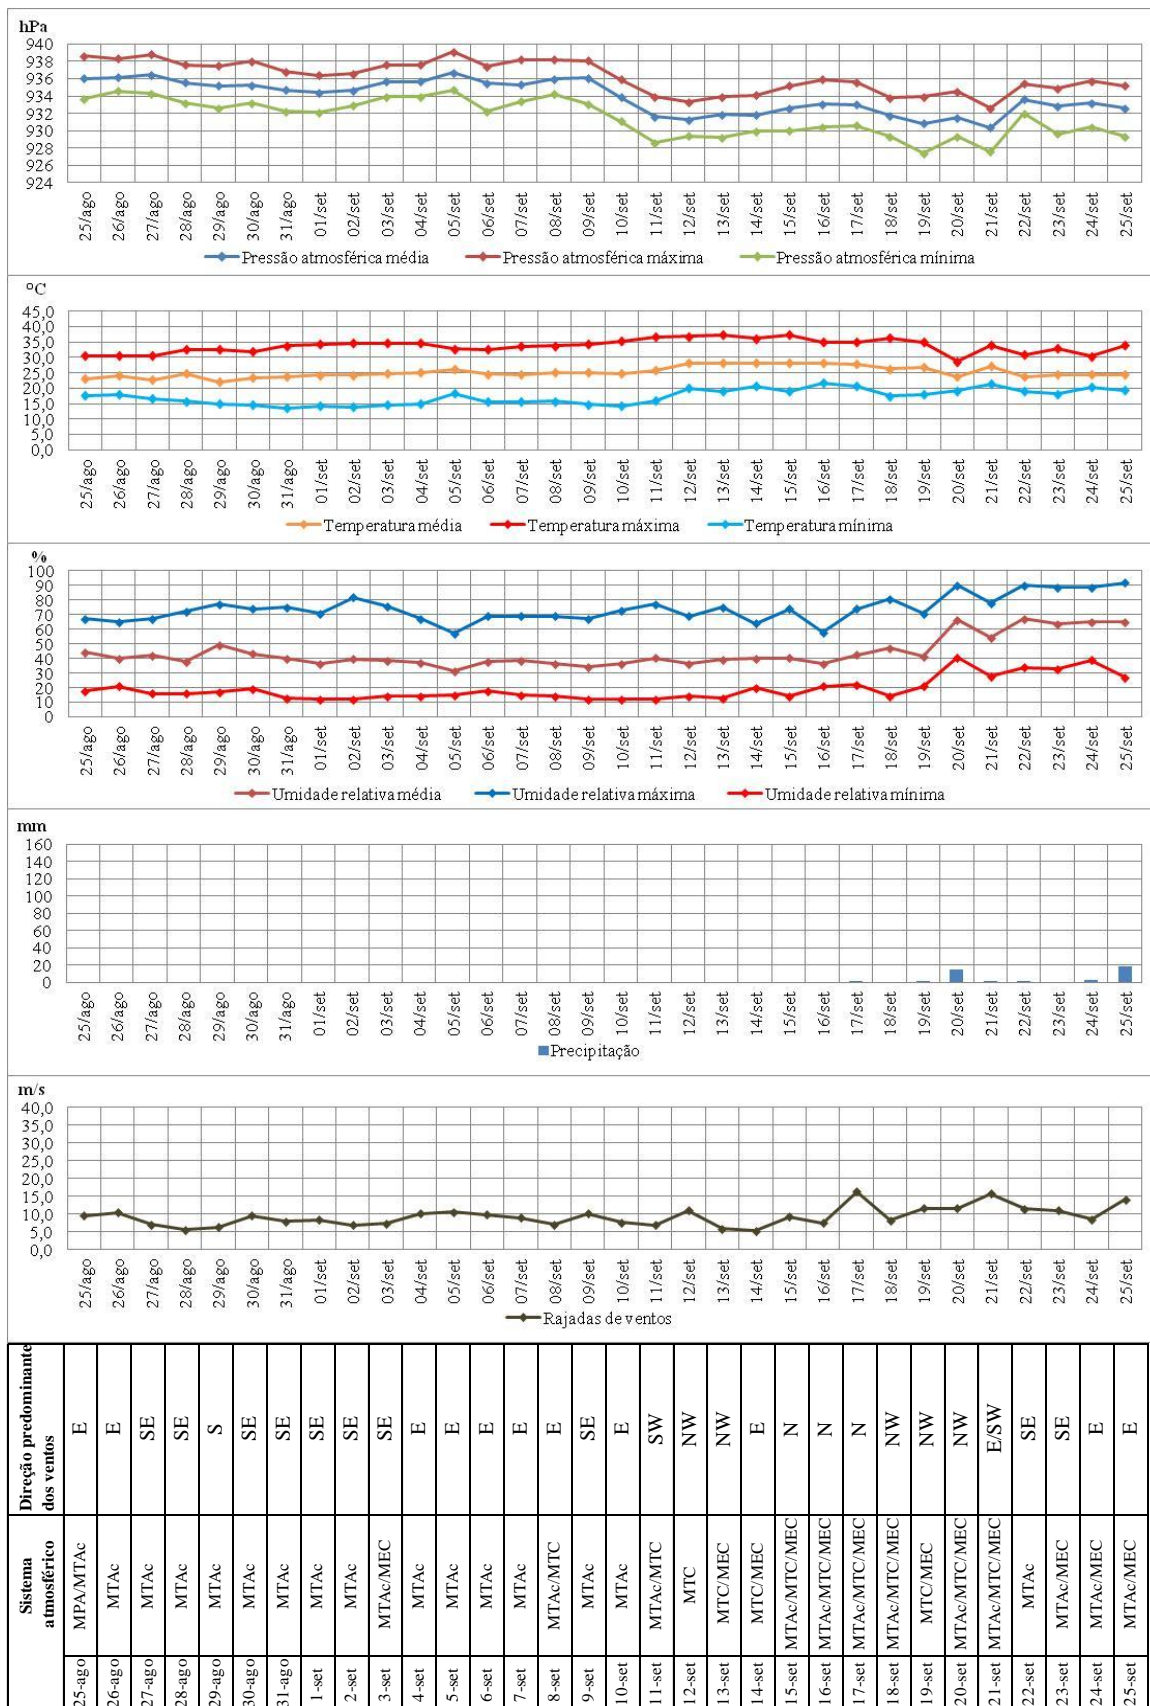 hPa
940
938
936
934
932
930
928
926
924
25/ago 26/ago 27/ago 28/ago 29/ago 30/ago 31/ago 01/set 02/set 03/set 04/set 05/set 06/set 07/set 08/set 09/set 10/set 11/set 12/set 13/set 14/set 15/set 16/set 17/set 18/set 19/set 20/set 21/set 22/set 23/set 24/set 25/set
Pressão atmosférica média Pressão atmosférica máxima Pressão atmosférica mínima
°C
45,0
40,0
35,0
30,0
25,0
20,0
15,0
10,0
5,0
0,0
25/ago 26/ago 27/ago 28/ago 29/ago 30/ago 31/ago 01/set 02/set 03/set 04/set 05/set 06/set 07/set 08/set 09/set 10/set 11/set 12/set 13/set 14/set 15/set 16/set 17/set 18/set 19/set 20/set 21/set 22/set 23/set 24/set 25/set
Temperatura média Temperatura máxima Temperatura mínima
%
100
90
80
70
60
50
40
30
20
10
0
25/ago 26/ago 27/ago 28/ago 29/ago 30/ago 31/ago 01/set 02/set 03/set 04/set 05/set 06/set 07/set 08/set 09/set 10/set 11/set 12/set 13/set 14/set 15/set 16/set 17/set 18/set 19/set 20/set 21/set 22/set 23/set 24/set 25/set
Umidade relativa média Umidade relativa máxima Umidade relativa mínima
mm
160
140
120
100
80
60
40
20
0
25/ago 26/ago 27/ago 28/ago 29/ago 30/ago 31/ago 01/set 02/set 03/set 04/set 05/set 06/set 07/set 08/set 09/set 10/set 11/set 12/set 13/set 14/set 15/set 16/set 17/set 18/set 19/set 20/set 21/set 22/set 23/set 24/set 25/set
Precipitação
m/s
40,0
35,0
30,0
25,0
20,0
15,0
10,0
5,0
0,0
25/ago 26/ago 27/ago 28/ago 29/ago 30/ago 31/ago 01/set 02/set 03/set 04/set 05/set 06/set 07/set 08/set 09/set 10/set 11/set 12/set 13/set 14/set 15/set 16/set 17/set 18/set 19/set 20/set 21/set 22/set 23/set 24/set 25/set
Rajadas de ventos
Direção predominante
dos ventos
E E SE SE S SE SE SE SE SE E E E E E SE E SW NW NW E N N N NW NW NW E/SW SE SE E E
Sistema
atmosférico
MPA/MTAc MTAc MTAc MTAc MTAc MTAc MTAc MTAc MTAc MTAc/MEC MTAc MTAc MTAc MTAc MTAc/MTC MTAc MTAc MTAc/MTC MTC MTC/MEC MTC/MEC MTAc/MTC/MEC MTAc/MTC/MEC MTAc/MTC/MEC MTAc/MTC/MEC MTC/MEC MTAc/MTC/MEC MTAc/MTC/MEC MTAc MTAc/MEC MTAc/MEC MTAc/MEC
25-ago 26-ago 27-ago 28-ago 29-ago 30-ago 31-ago 1-set 2-set 3-set 4-set 5-set 6-set 7-set 8-set 9-set 10-set 11-set 12-set 13-set 14-set 15-set 16-set 17-set 18-set 19-set 20-set 21-set 22-set 23-set 24-set 25-set